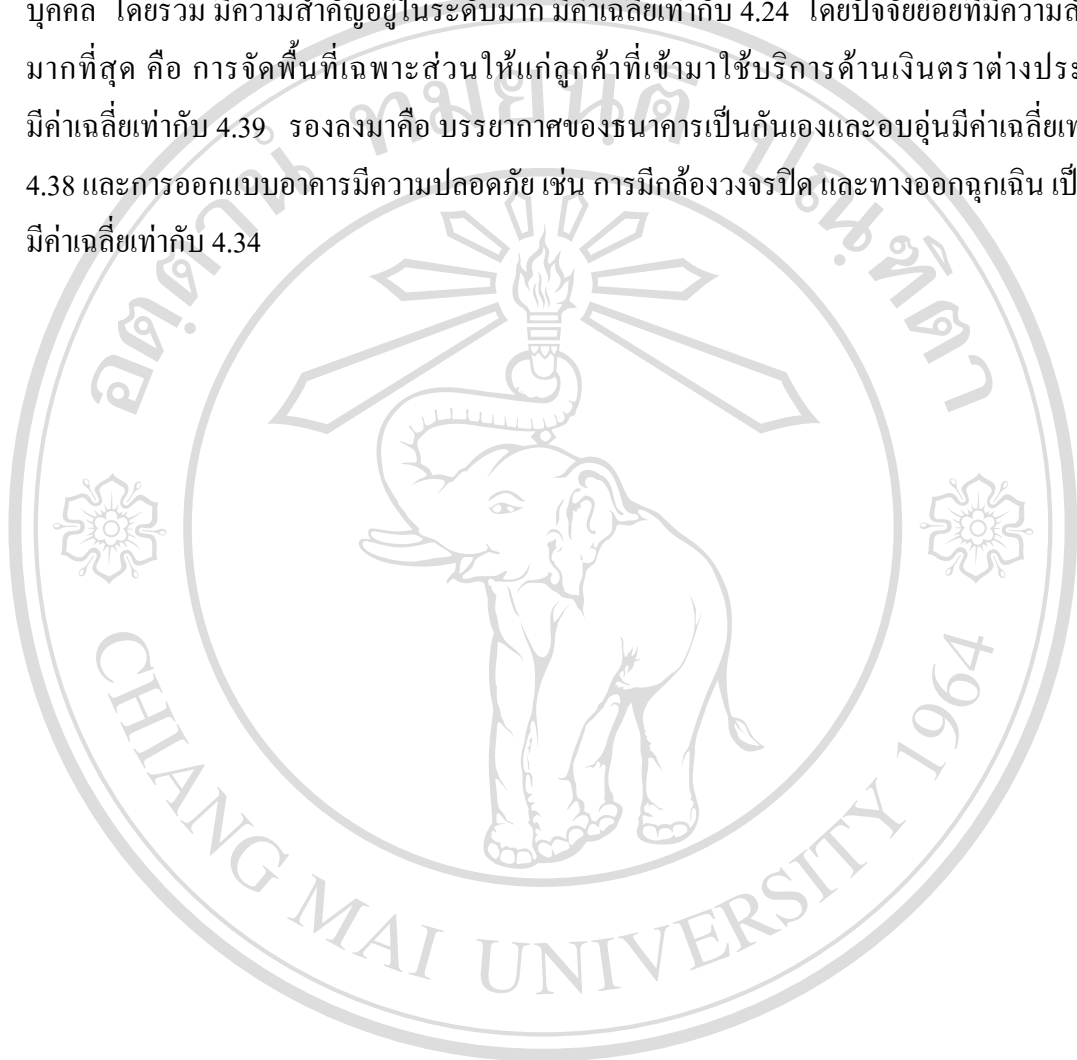 บุคคล โดยรวม มีความสำคัญอยู่ในระดับมาก มีค่าเฉลี่ยเท่ากับ 4.24 โดยปัจจัยย่อยที่มีความ
มากที่สุด คือ การจัดพื้นที่เฉพาะส่วนให้แก่ลูกค้าที่เข้ามาใช้บริการด้านเงินตราต่างประ
มีค่าเฉลี่ยเท่ากับ 4.39 รองลงมาคือ บรรยากาศของธนาคารเป็นกันเองและอบอุ่นมีค่าเฉลี่ยเท
4.38 และการออกแบบอาคารมีความปลอดภัย เช่น การมีกล้องวงจรปิด และทางออกฉุกเฉิน เป็
มีค่าเฉลี่ยเท่ากับ 4.34
อตฺตานํ ทมยนฺติ ปณฺฑิตา
CHIANG MAI UNIVERSITY 1964